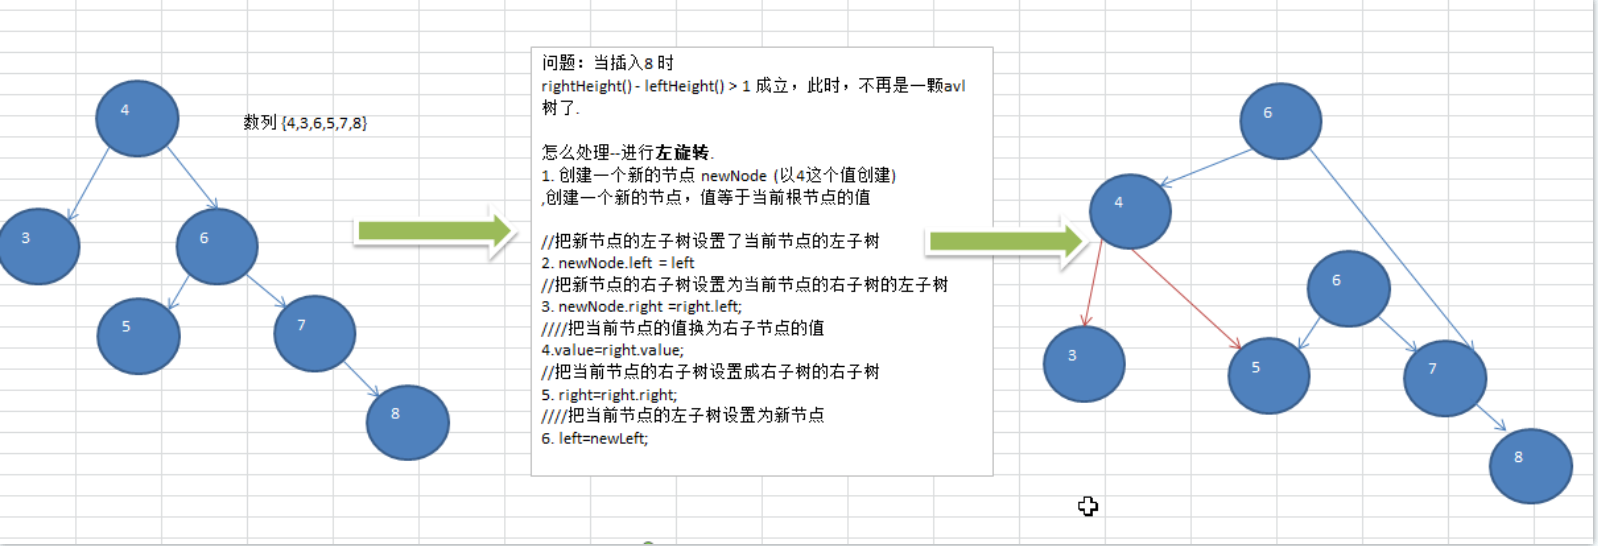 4
数列 {4,3,6,5,7,8}
3
6
5
7
8
问题：当插入8 时
rightHeight() - leftHeight() > 1 成立，此时，不再是一颗avl
树了.
怎么处理--进行左旋转.
1. 创建一个新的节点 newNode (以4这个值创建)
,创建一个新的节点，值等于当前根节点的值
//把新节点的左子树设置了当前节点的左子树
2. newNode.left = left
//把新节点的右子树设置为当前节点的右子树的左子树
3. newNode.right =right.left;
////把当前节点的值换为右子节点的值
4.value=right.value;
//把当前节点的右子树设置成右子树的右子树
5. right=right.right;
////把当前节点的左子树设置为新节点
6. left=newLeft;
6
4
6
3
5
7
8